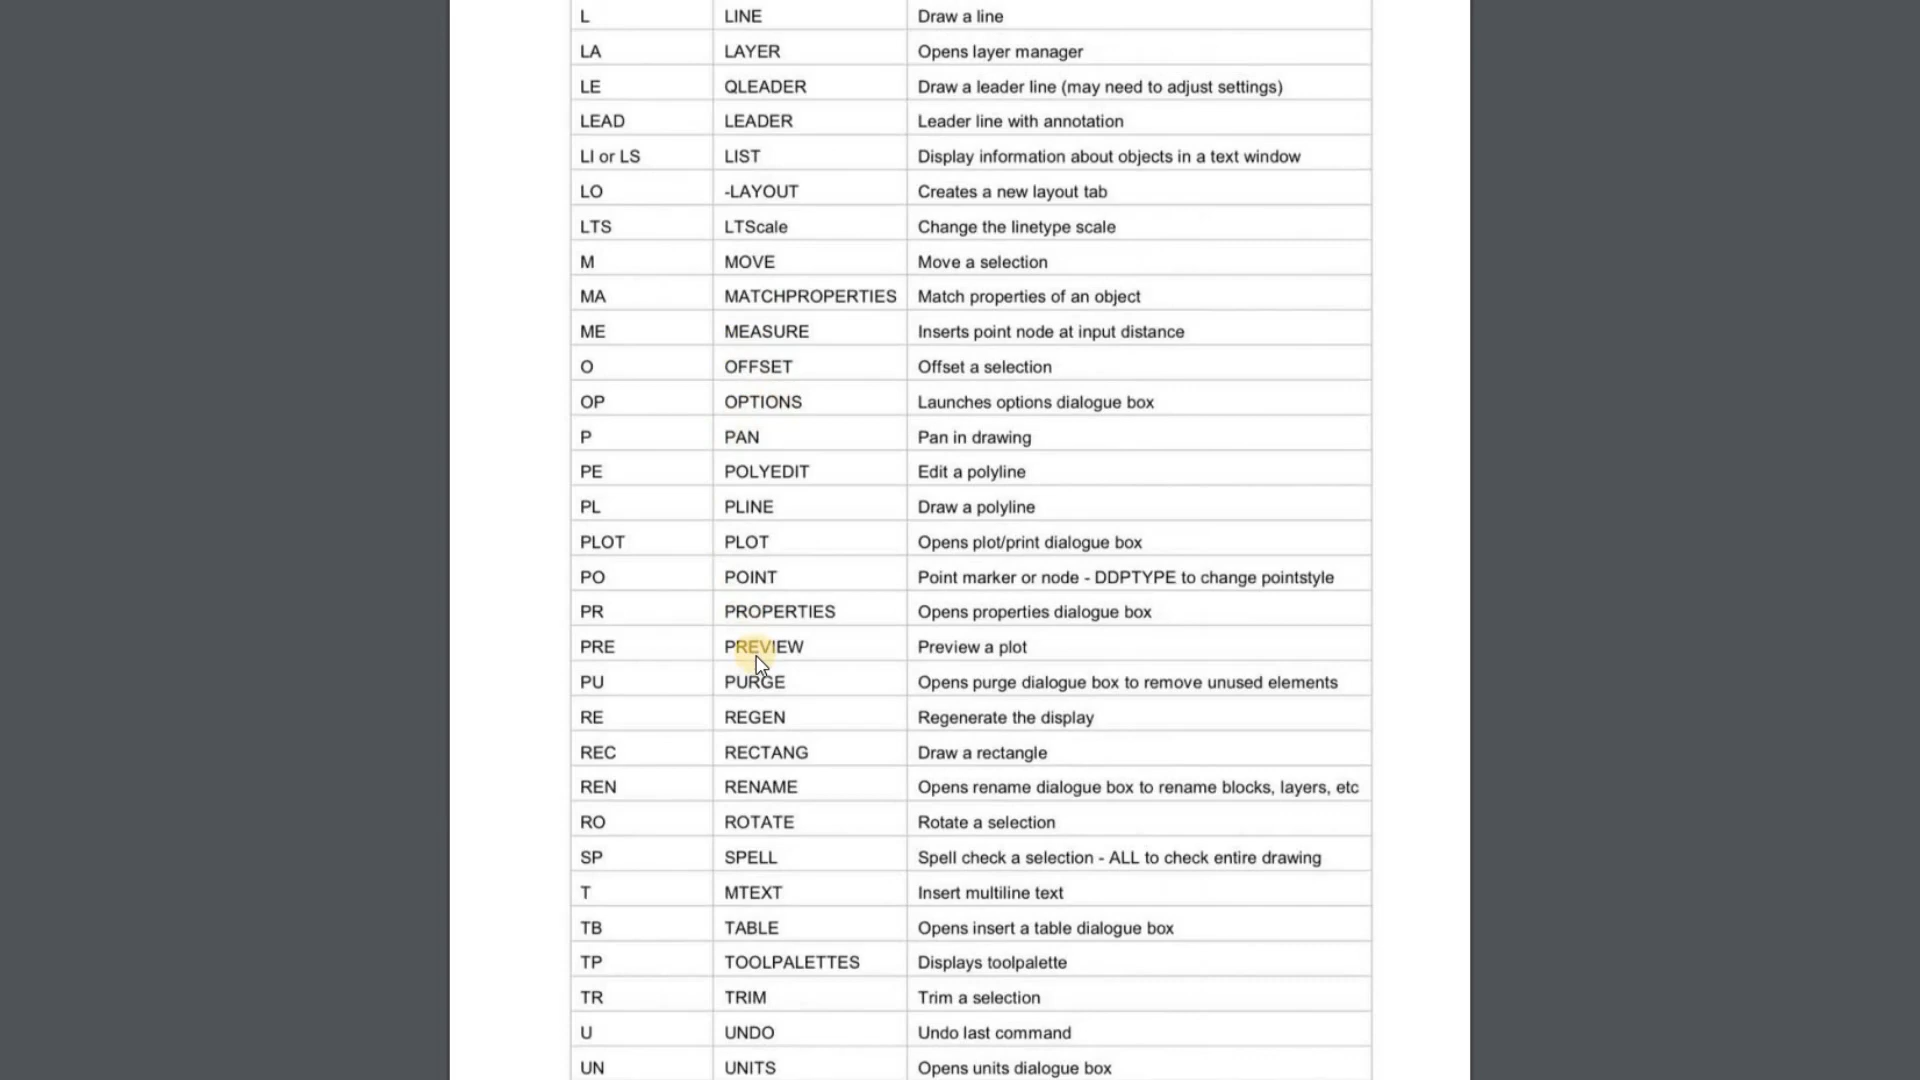 L LINE Draw a line
LA LAYER Opens layer manager
LE QLEADER Draw a leader line (may need to adjust settings)
LEAD LEADER Leader line with annotation
LI or LS LIST Display information about objects in a text window
LO -LAYOUT Creates a new layout tab
LTS LTScale Change the linetype scale
M MOVE Move a selection
MA MATCHPROPERTIES Match properties of an object
ME MEASURE Inserts point node at input distance
O OFFSET Offset a selection
OP OPTIONS Launches options dialogue box
P PAN Pan in drawing
PE POLYEDIT Edit a polyline
PL PLINE Draw a polyline
PLOT PLOT Opens plot/print dialogue box
PO POINT Point marker or node - DDPTYPE to change pointstyle
PR PROPERTIES Opens properties dialogue box
PRE PREVIEW Preview a plot
PU PURGE Opens purge dialogue box to remove unused elements
RE REGEN Regenerate the display
REC RECTANG Draw a rectangle
REN RENAME Opens rename dialogue box to rename blocks, layers, etc
RO ROTATE Rotate a selection
SP SPELL Spell check a selection - ALL to check entire drawing
T MTEXT Insert multiline text
TB TABLE Opens insert a table dialogue box
TP TOOLPALETTES Displays toolpalette
TR TRIM Trim a selection
U UNDO Undo last command
UN UNITS Opens units dialogue box